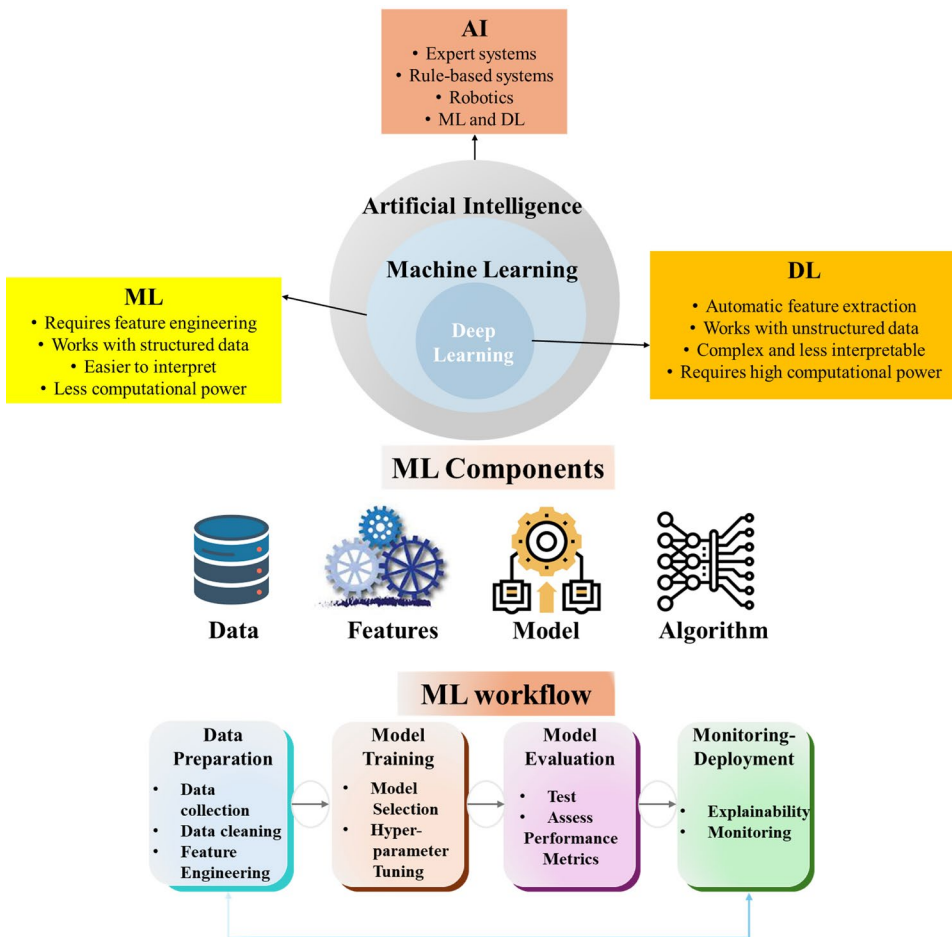 AI
• Expert systems
• Rule-based systems
• Robotics
• ML and DL
Artificial Intelligence
Machine Learning
Deep
Learning
ML
• Requires feature engineering
• Works with structured data
• Easier to interpret
• Less computational power
DL
• Automatic feature extraction
• Works with unstructured data
• Complex and less interpretable
• Requires high computational power
ML Components
Data
Features
Model
Algorithm
ML workflow
Data
Preparation
• Data
collection
• Data cleaning
• Feature
Engineering
Model
Training
• Model
Selection
• Hyper-
parameter
Tuning
Model
Evaluation
• Test
• Assess
Performance
Metrics
Monitoring-
Deployment
• Explainability
• Monitoring